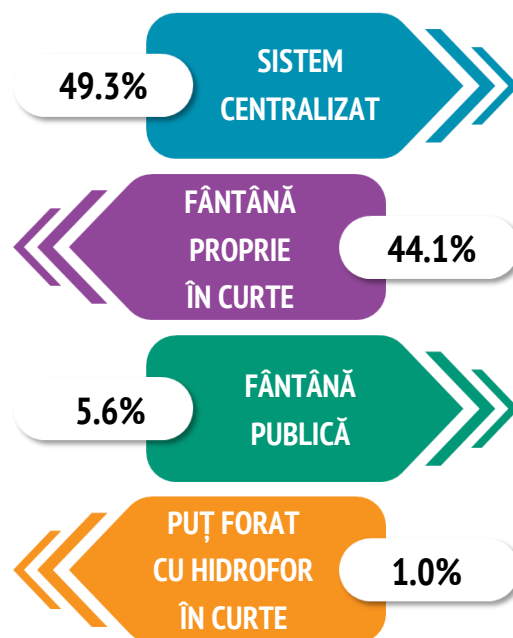 49.3%
SISTEM
CENTRALIZAT
FÂNTÂNĂ
PROPRIE
ÎN CURTE
44.1%
5.6%
FÂNTÂNĂ
PUBLICĂ
PUȚ FORAT
CU HIDROFOR
ÎN CURTE
1.0%